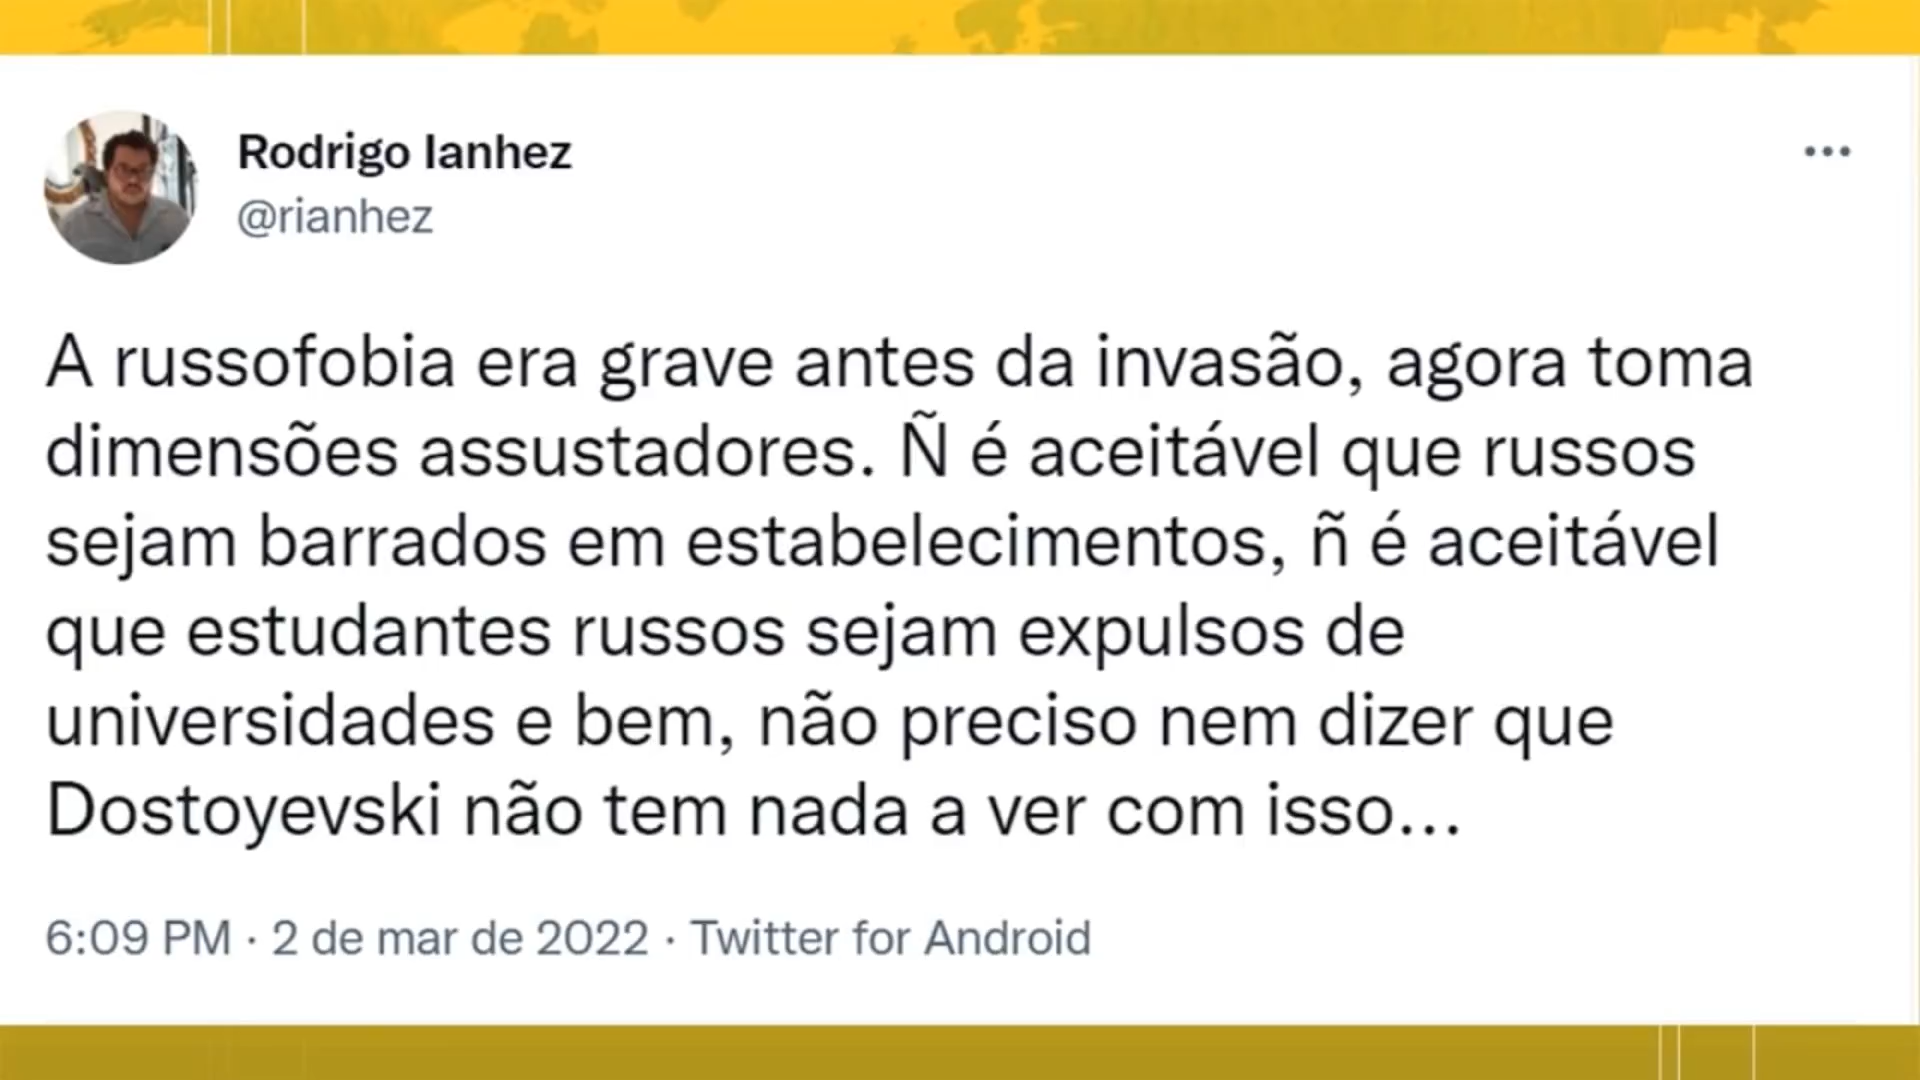 Rodrigo Ianhez
@rianhez
A russofobia era grave antes da invasão, agora toma
dimensões assustadores. Ñ é aceitável que russos
sejam barrados em estabelecimentos, ñ é aceitável
que estudantes russos sejam expulsos de
universidades e bem, não preciso nem dizer que
Dostoyevski não tem nada a ver com isso...
6:09 PM · 2 de mar de 2022 · Twitter for Android